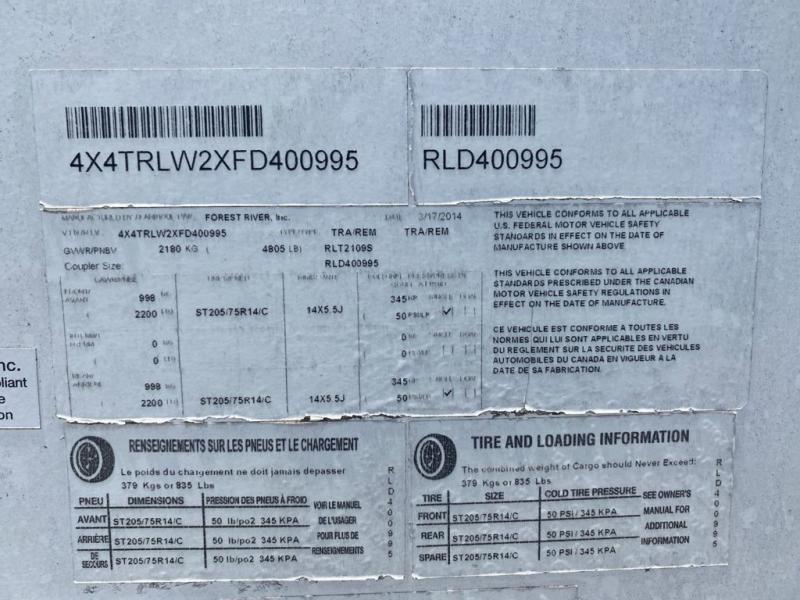 4X4TRLW2XFD400995
RLD400995
FOREST RIVER, Inc. DATE 3/17/2014
4X4TRLW2XFD400995 TRA/REM TRA/REM
GVWR/PNBV 2180 KG ( 4805 LB) RLT2109S
Coupler Size: RLD400995
AVANT 998 345 KPA
( 2200 ST205/75R14/C 14X5.5J 50 PSI/LP ✓
0
( 0
0
0
998 345
( 2200 ST205/75R14/C 14X5.5J 50 ✓
THIS VEHICLE CONFORMS TO ALL APPLICABLE
U.S. FEDERAL MOTOR VEHICLE SAFETY
STANDARDS IN EFFECT ON THE DATE OF
MANUFACTURE SHOWN ABOVE
THIS VEHICLE CONFORMS TO ALL APPLICABLE
STANDARDS PRESCRIBED UNDER THE CANADIAN
MOTOR VEHICLE SAFETY REGULATIONS IN
EFFECT ON THE DATE OF MANUFACTURE.
CE VÉHICULE EST CONFORME A TOUTES LES
NORMES QUI LUI SONT APPLICABLES EN VERTU
DU REGLEMENT SUR LA SECURITE DES VEHICULES
AUTOMOBILES DU CANADA EN VIGUEUR A LA
DATE DE SA FABRICATION.
nc.
pliant
e
on
RENSEIGNEMENTS SUR LES PNEUS ET LE CHARGEMENT
Le poids du chargement ne doit jamais depasser
379 Kgs or 835 Lbs
PNEU DIMENSIONS PRESSION DES PNEUS À FROID
AVANT ST205/75R14/C 50 lb/po2 345 KPA
ARRIÈRE ST205/75R14/C 50 lb/po2 345 KPA
DE SECOURS ST205/75R14/C 50 lb/po2 345 KPA
VOIR LE MANUEL
DE L'USAGER
POUR PLUS DE
RENSEIGNEMENTS
RLD400995
TIRE AND LOADING INFORMATION
The combined weight of Cargo should Never Exceed:
379 Kgs or 835 Lbs
TIRE SIZE COLD TIRE PRESSURE
FRONT ST205/75R14/C 50 PSI / 345 KPA
REAR ST205/75R14/C 50 PSI / 345 KPA
SPARE ST205/75R14/C 50 PSI / 345 KPA
SEE OWNER'S
MANUAL FOR
ADDITIONAL
INFORMATION
RLD400995